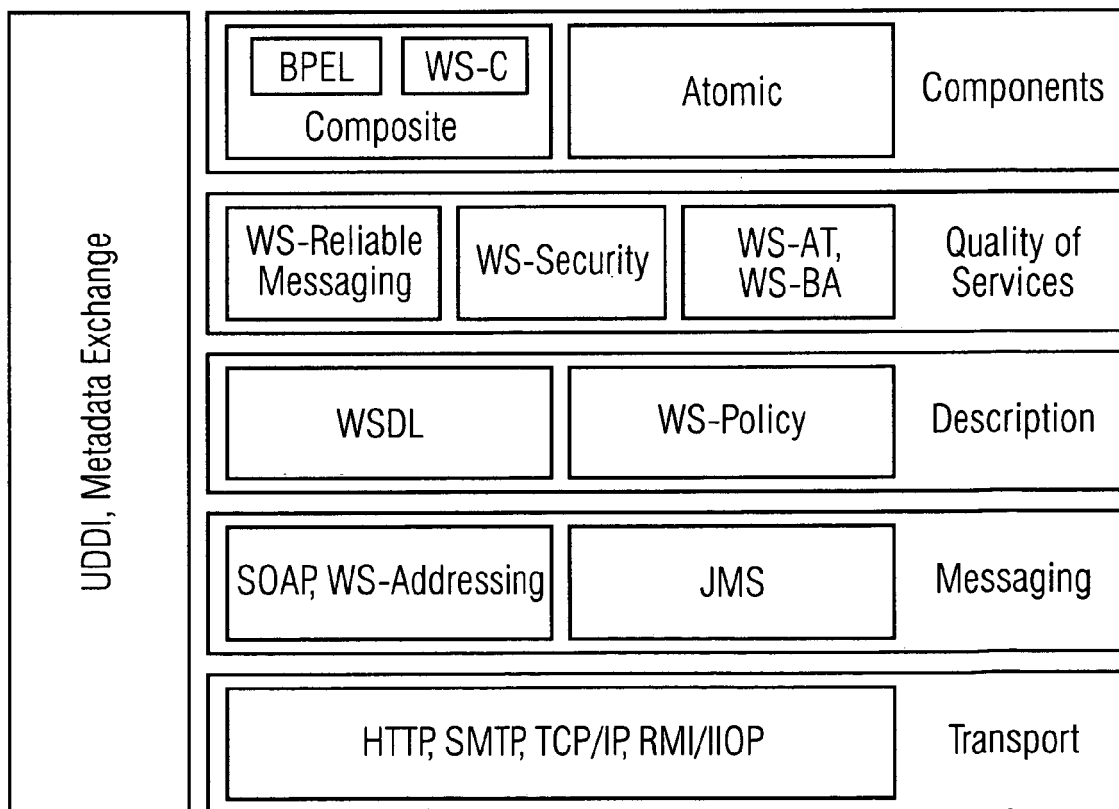 UDDI, Metadata Exchange
BPEL
WS-C
Composite
Atomic
Components
WS-Reliable
Messaging
WS-Security
WS-AT,
WS-BA
Quality of
Services
WSDL
WS-Policy
Description
SOAP, WS-Addressing
JMS
Messaging
HTTP, SMTP, TCP/IP, RMI/IIOP
Transport